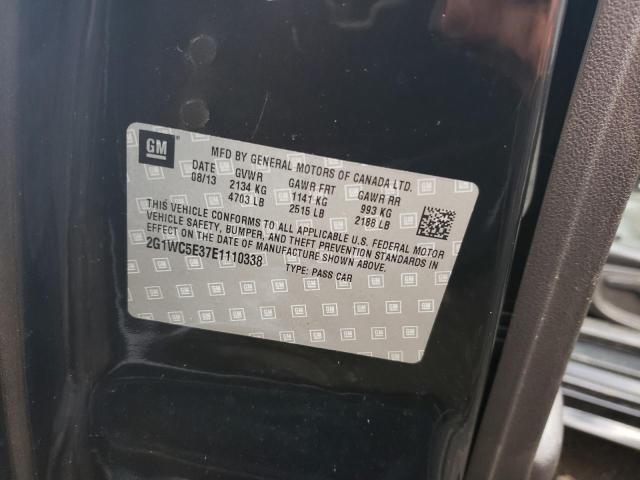 GM
MFD BY GENERAL MOTORS OF CANADA LTD.
DATE GVWR GAWR FRT GAWR RR
08/13 2134 KG 1141 KG 993 KG
4703 LB 2515 LB 2188 LB
THIS VEHICLE CONFORMS TO ALL APPLICABLE U.S. FEDERAL MOTOR
VEHICLE SAFETY, BUMPER, AND THEFT PREVENTION STANDARDS IN
EFFECT ON THE DATE OF MANUFACTURE SHOWN ABOVE.
2G1WC5E37E1110338 TYPE: PASS CAR